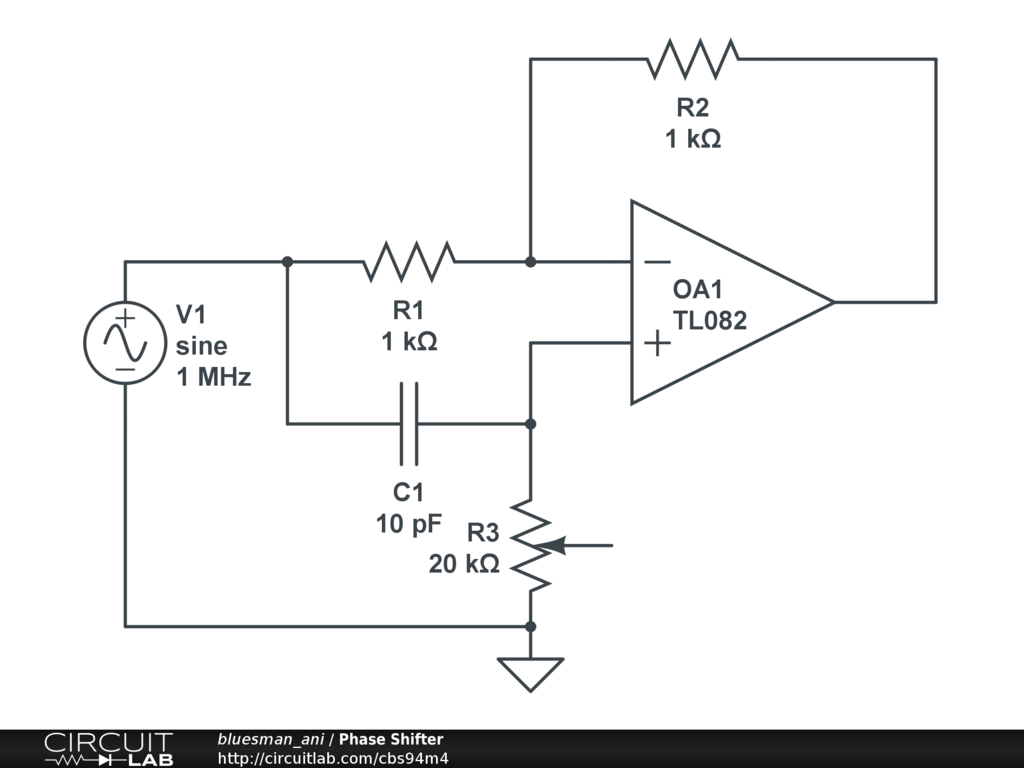 R2
1 kΩ
V1
sine
1 MHz
R1
1 kΩ
OA1
TL082
C1
10 pF
R3
20 kΩ
CIRCUIT
LAB
bluesman_ani / Phase Shifter
http://circuitlab.com/cbs94m4